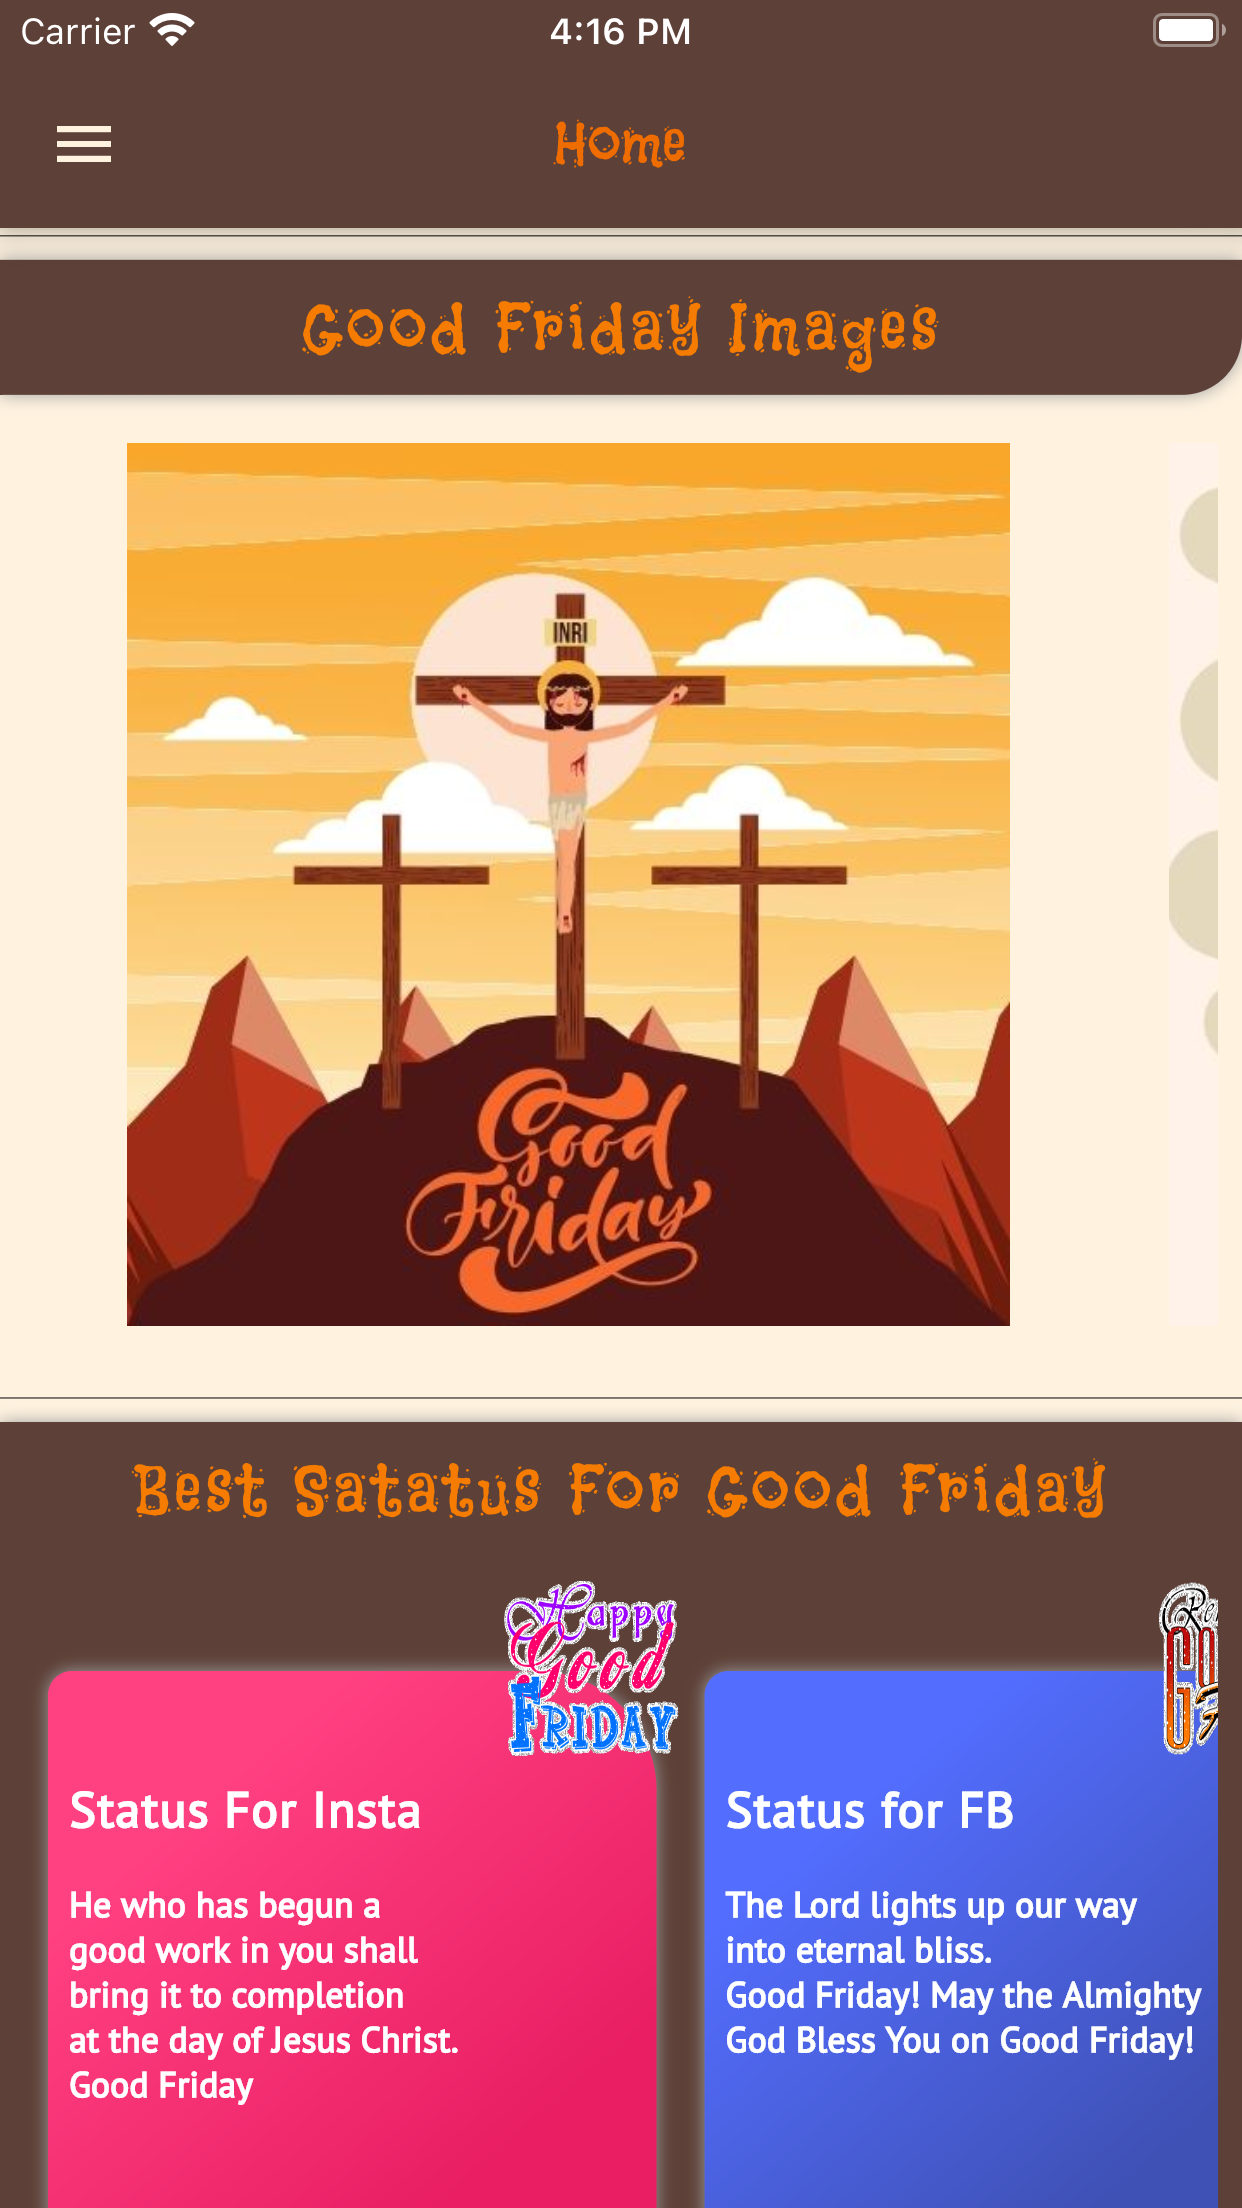 Carrier
4:16 PM
Home
Good Friday Images
INRI
Good
Friday
Best Satatus For Good Friday
Happy
Good
FRIDAY
Status For Insta
He who has begun a
good work in you shall
bring it to completion
at the day of Jesus Christ.
Good Friday
Status for FB
The Lord lights up our way
into eternal bliss.
Good Friday! May the Almighty
God Bless You on Good Friday!